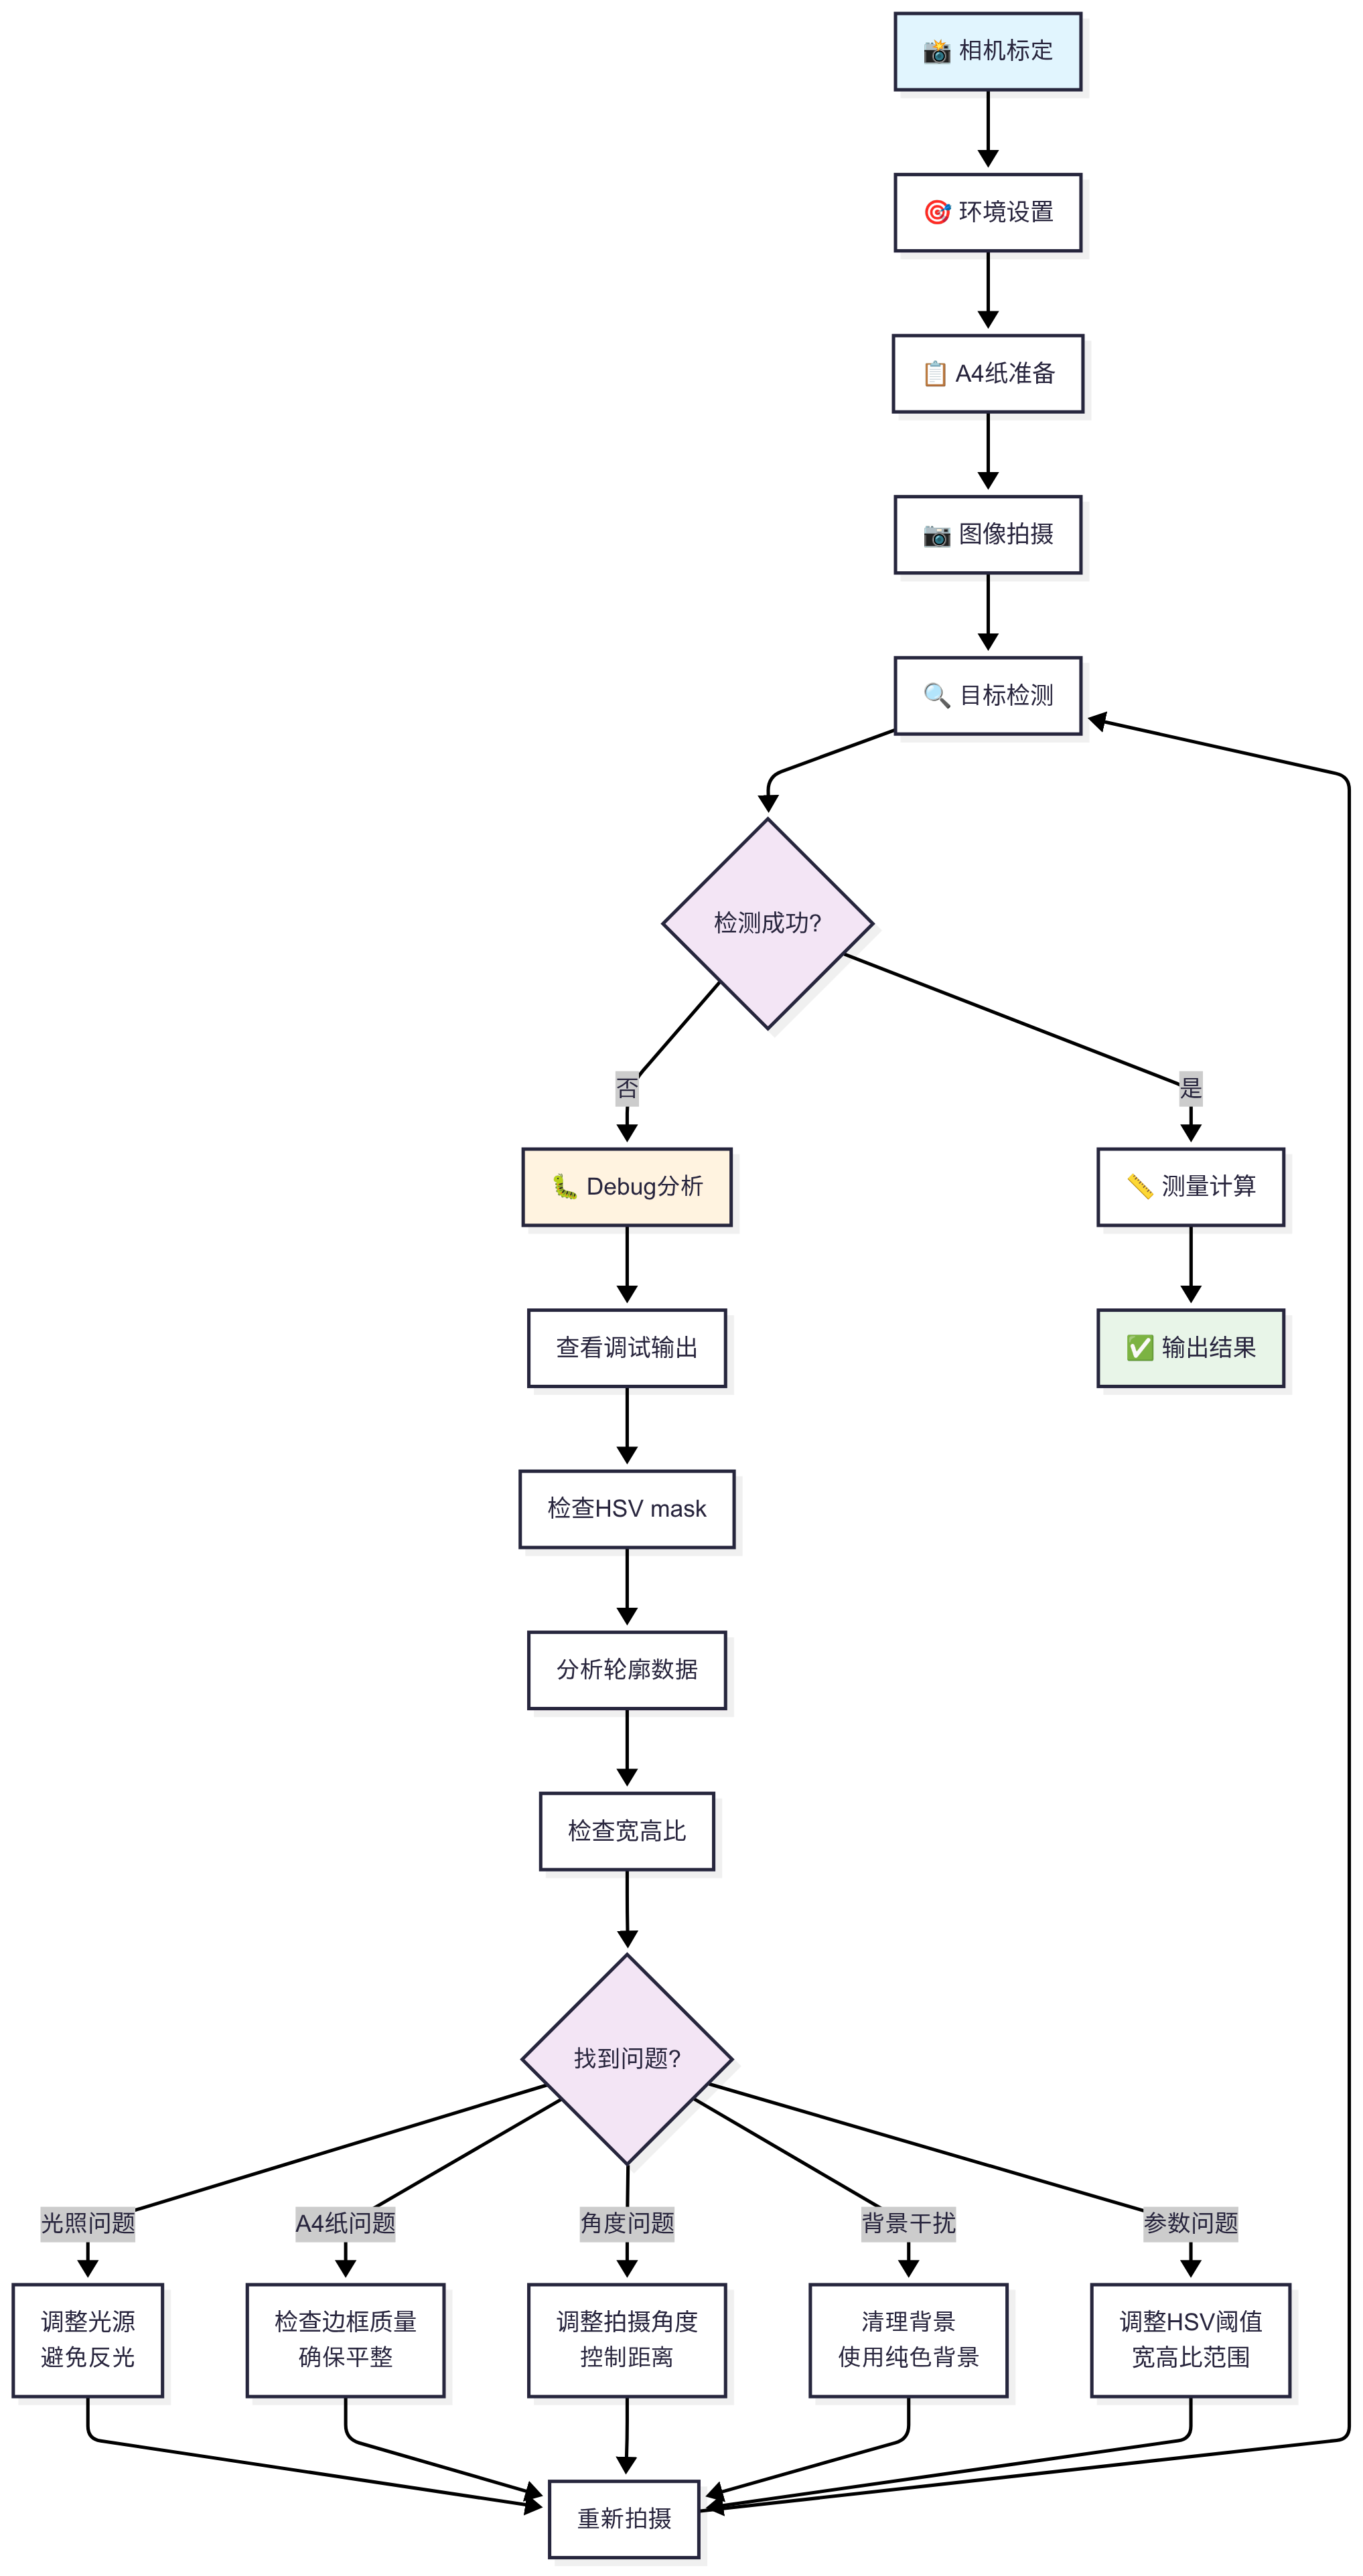 📸 相机标定
🎯 环境设置
📋 A4纸准备
📷 图像拍摄
🔍 目标检测
检测成功?
否
是
🐛 Debug分析
📏 测量计算
查看调试输出
✅ 输出结果
检查HSV mask
分析轮廓数据
检查宽高比
找到问题?
光照问题
A4纸问题
角度问题
背景干扰
参数问题
调整光源
避免反光
检查边框质量
确保平整
调整拍摄角度
控制距离
清理背景
使用纯色背景
调整HSV阈值
宽高比范围
重新拍摄